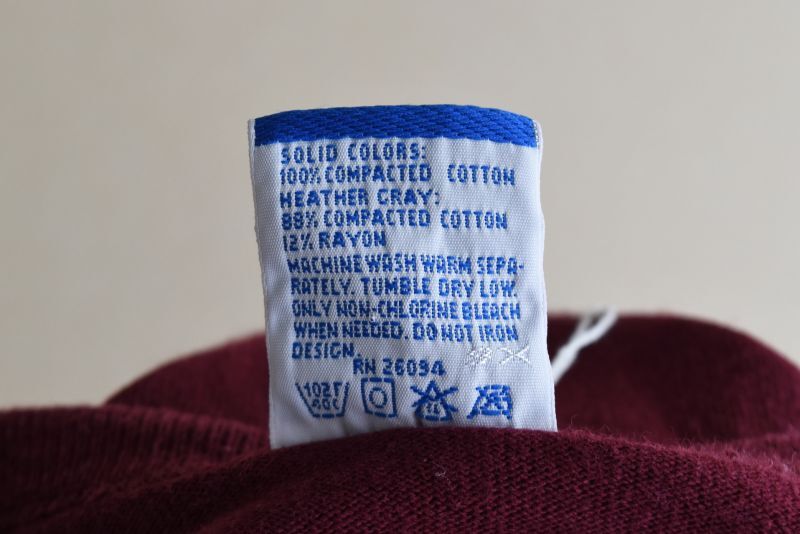 SOLID COLORS:
100% COMPACTED COTTON
HEATHER GRAY:
88% COMPACTED COTTON
12% RAYON
MACHINE WASH WARM SEPA-
RATELY. TUMBLE DRY LOW.
ONLY NON-CHLORINE BLEACH
WHEN NEEDED. DO NOT IRON
DESIGN.
RN 26094